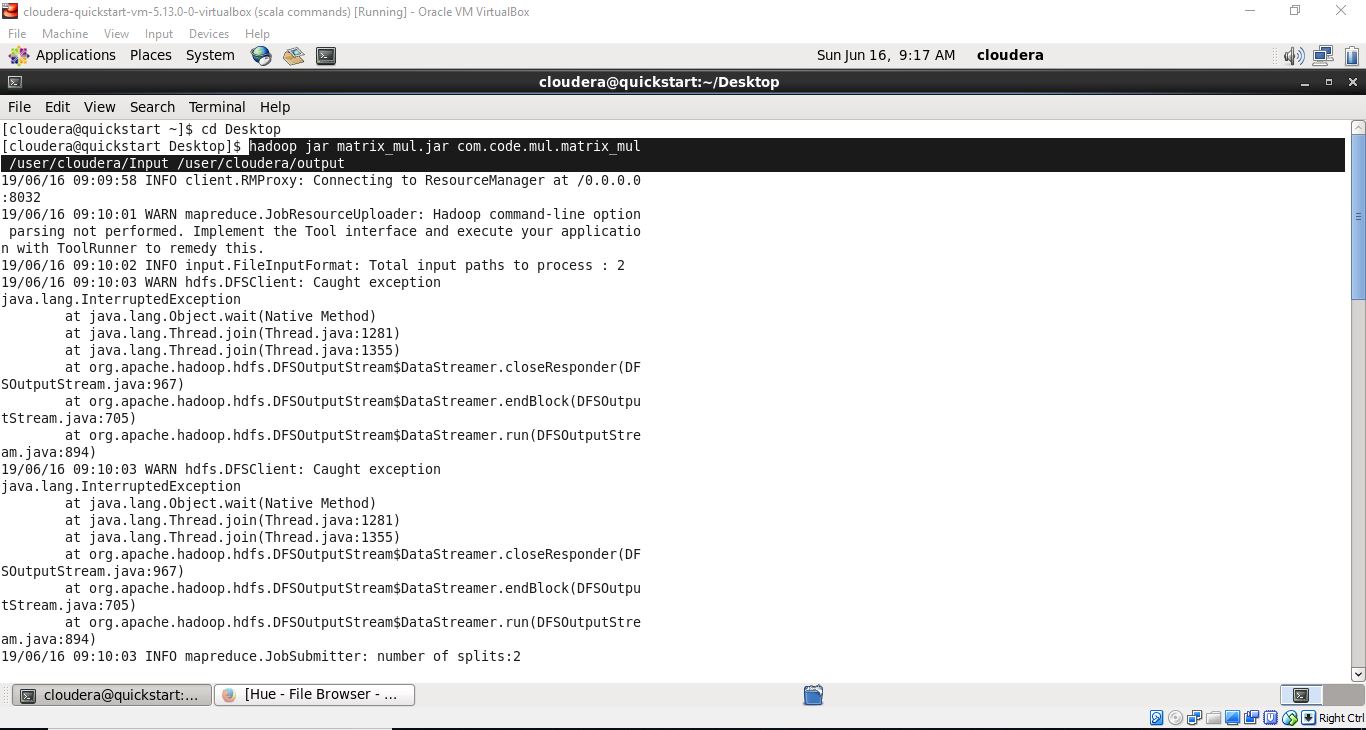 cloudera-quickstart-vm-5.13.0-0-virtualbox (scala commands) [Running] - Oracle VM VirtualBox
File Machine View Input Devices Help
Applications Places System Sun Jun 16, 9:17 AM cloudera
cloudera@quickstart:~/Desktop
File Edit View Search Terminal Help
[cloudera@quickstart ~]$ cd Desktop
[cloudera@quickstart Desktop]$ hadoop jar matrix_mul.jar com.code.mul.matrix_mul
 /user/cloudera/Input /user/cloudera/output
19/06/16 09:09:58 INFO client.RMProxy: Connecting to ResourceManager at /0.0.0.0
:8032
19/06/16 09:10:01 WARN mapreduce.JobResourceUploader: Hadoop command-line option
 parsing not performed. Implement the Tool interface and execute your applicatio
n with ToolRunner to remedy this.
19/06/16 09:10:02 INFO input.FileInputFormat: Total input paths to process : 2
19/06/16 09:10:03 WARN hdfs.DFSClient: Caught exception
java.lang.InterruptedException
        at java.lang.Object.wait(Native Method)
        at java.lang.Thread.join(Thread.java:1281)
        at java.lang.Thread.join(Thread.java:1355)
        at org.apache.hadoop.hdfs.DFSOutputStream$DataStreamer.closeResponder(DF
SOutputStream.java:967)
        at org.apache.hadoop.hdfs.DFSOutputStream$DataStreamer.endBlock(DFSOutpu
tStream.java:705)
        at org.apache.hadoop.hdfs.DFSOutputStream$DataStreamer.run(DFSOutputStre
am.java:894)
19/06/16 09:10:03 WARN hdfs.DFSClient: Caught exception
java.lang.InterruptedException
        at java.lang.Object.wait(Native Method)
        at java.lang.Thread.join(Thread.java:1281)
        at java.lang.Thread.join(Thread.java:1355)
        at org.apache.hadoop.hdfs.DFSOutputStream$DataStreamer.closeResponder(DF
SOutputStream.java:967)
        at org.apache.hadoop.hdfs.DFSOutputStream$DataStreamer.endBlock(DFSOutpu
tStream.java:705)
        at org.apache.hadoop.hdfs.DFSOutputStream$DataStreamer.run(DFSOutputStre
am.java:894)
19/06/16 09:10:03 INFO mapreduce.JobSubmitter: number of splits:2
cloudera@quickstart:... [Hue - File Browser - ...
Right Ctrl